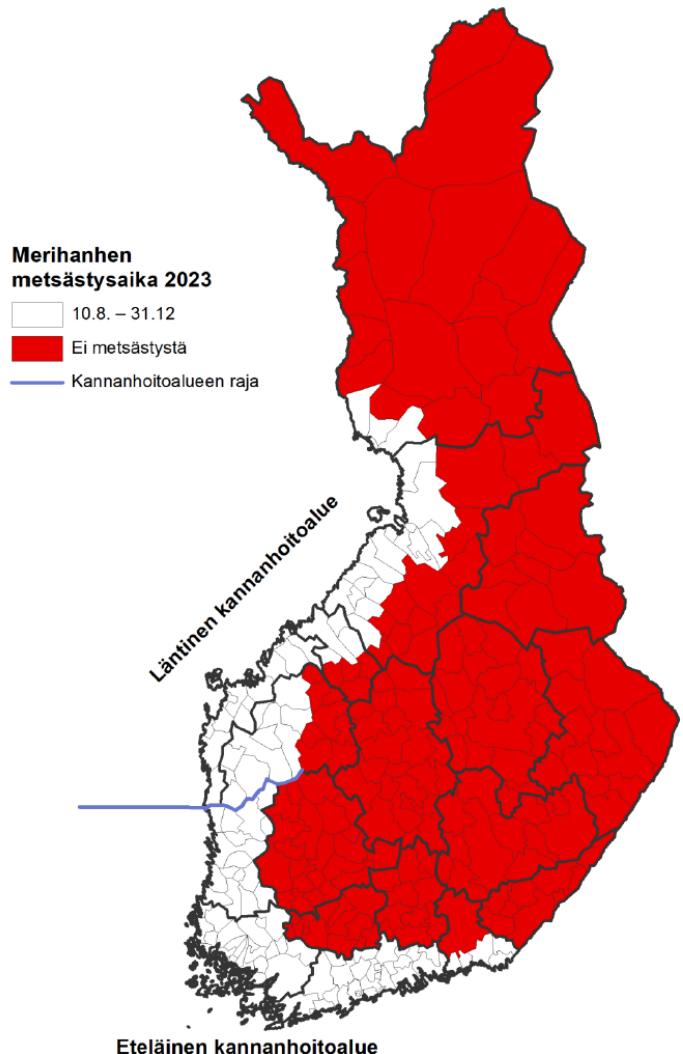 Merihanhen
metsästysaika 2023
10.8. – 31.12
Ei metsästystä
Kannanhoitoalueen raja
Läntinen kannanhoitoalue
Eteläinen kannanhoitoalue